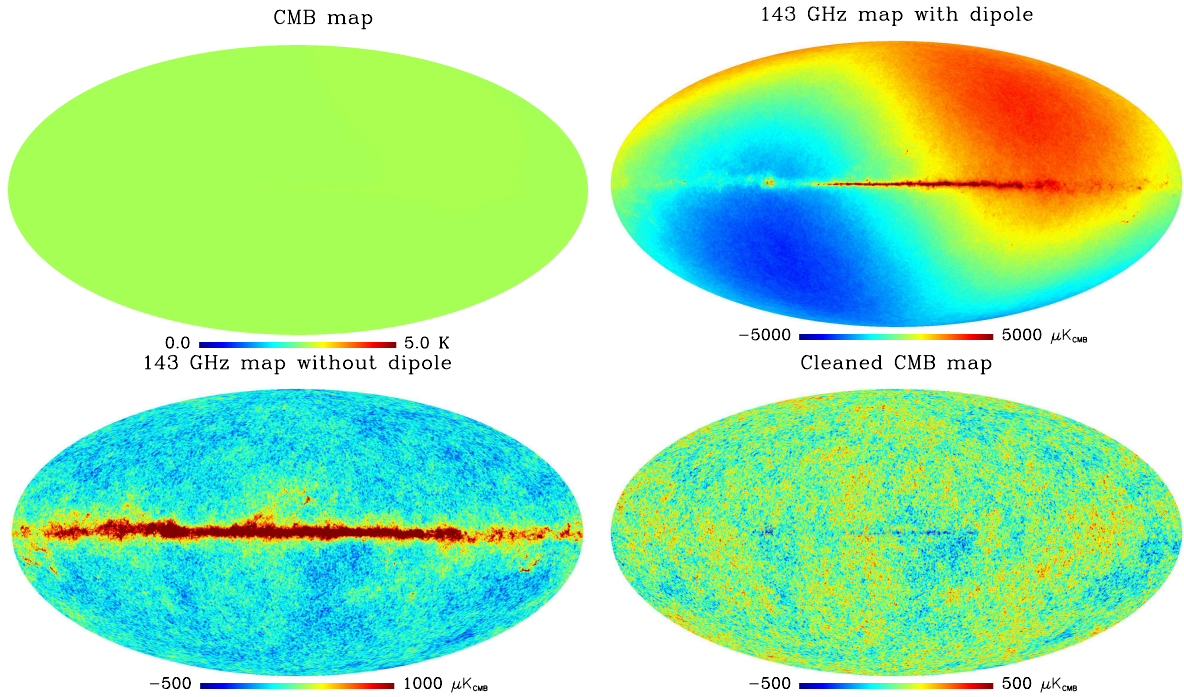 CMB map
143 GHz map with dipole
0.0 5.0 K
-5000 5000 μK_CMB
143 GHz map without dipole
Cleaned CMB map
-500 1000 μK_CMB
-500 500 μK_CMB